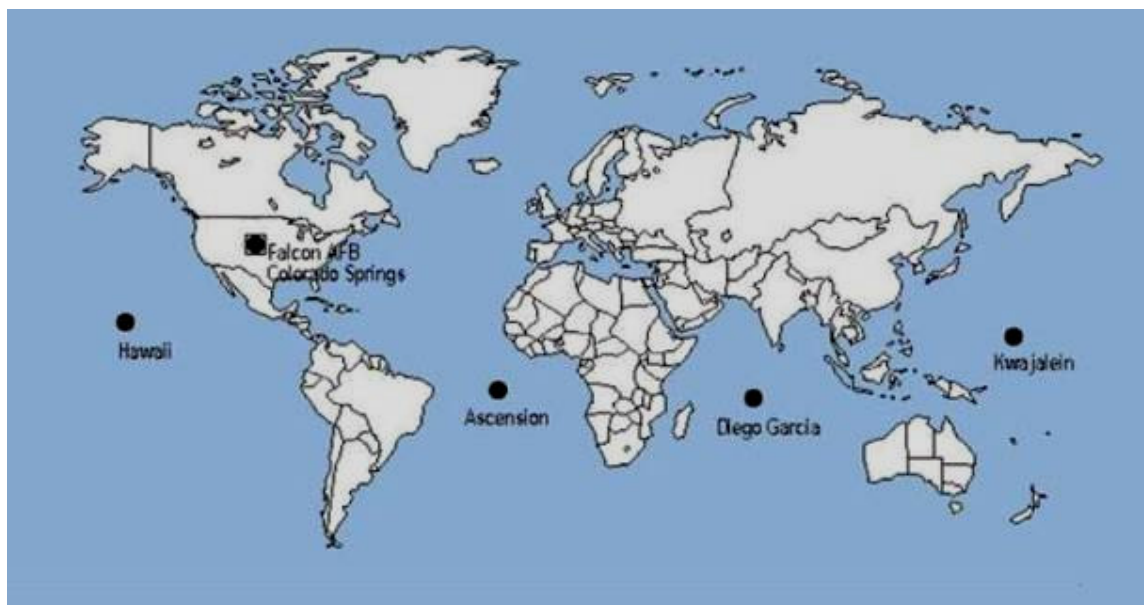 Falcon AFB
Colorado Springs
Hawaii
Kwajalein
Ascension
Diego Garcia